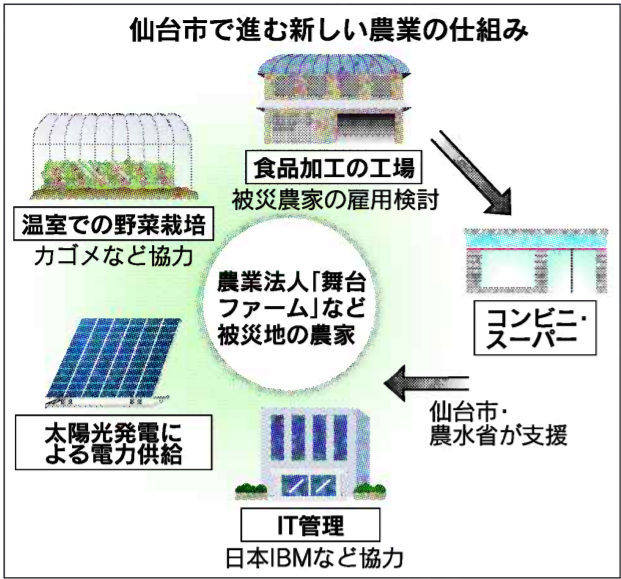 仙台市で進む新しい農業の仕組み
食品加工の工場
被災農家の雇用検討
温室での野菜栽培
カゴメなど協力
農業法人｢舞台
ファーム｣など
被災地の農家
コンビニ・
スーパー
仙台市・
農水省が支援
太陽光発電に
よる電力供給
IT管理
日本IBMなど協力